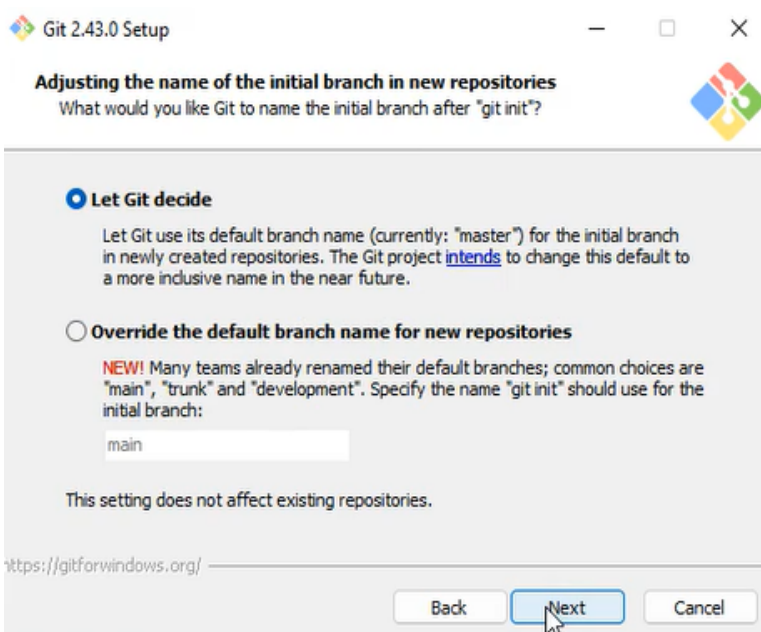 Git 2.43.0 Setup
Adjusting the name of the initial branch in new repositories
What would you like Git to name the initial branch after "git init"?
Let Git decide
Let Git use its default branch name (currently: "master") for the initial branch
in newly created repositories. The Git project intends to change this default to
a more inclusive name in the near future.
Override the default branch name for new repositories
NEW! Many teams already renamed their default branches; common choices are
"main", "trunk" and "development". Specify the name "git init" should use for the
initial branch:
main
This setting does not affect existing repositories.
https://gitforwindows.org/
Back Next Cancel